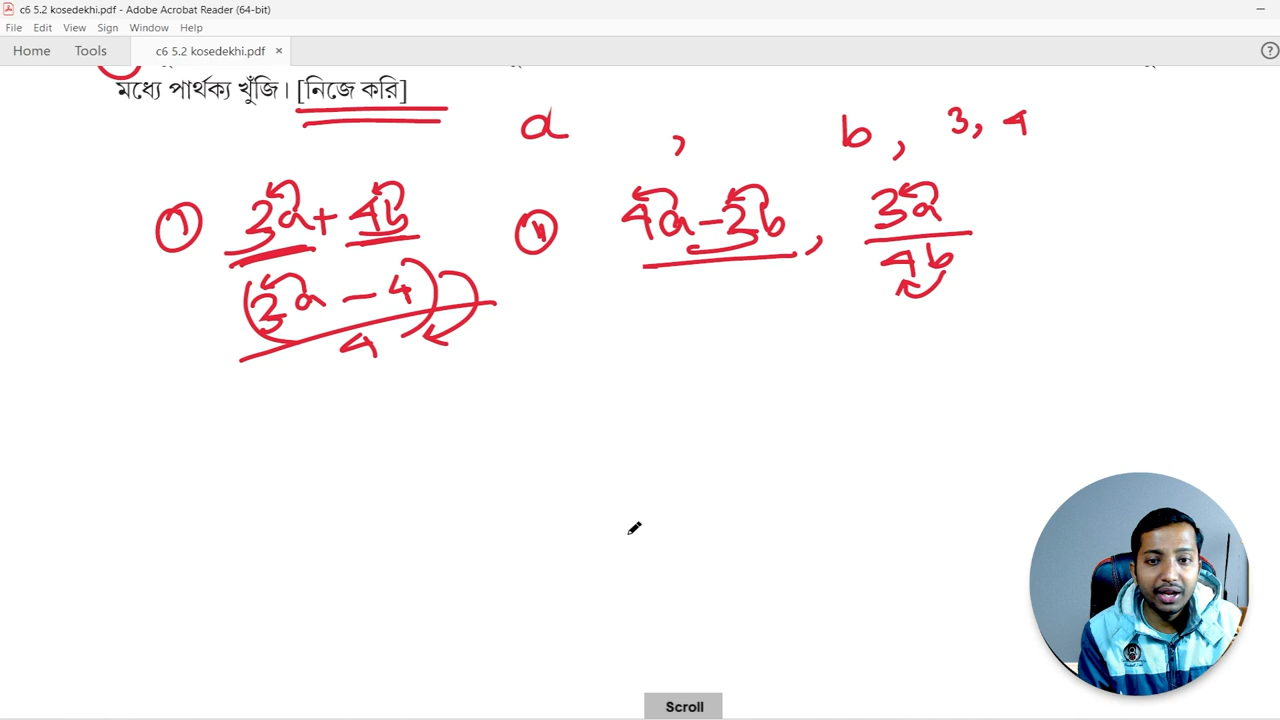 c6 5.2 kosedekhi.pdf - Adobe Acrobat Reader (64-bit)
File Edit View Sign Window Help
Home Tools c6 5.2 kosedekhi.pdf ×
মধ্যে পার্থক্য খুঁজি। [নিজে করি]
a , b, 3, 4
① 3a + 4b ⑪ 4a - 3b , 3a/4b
(3a - 4)/4
Scroll